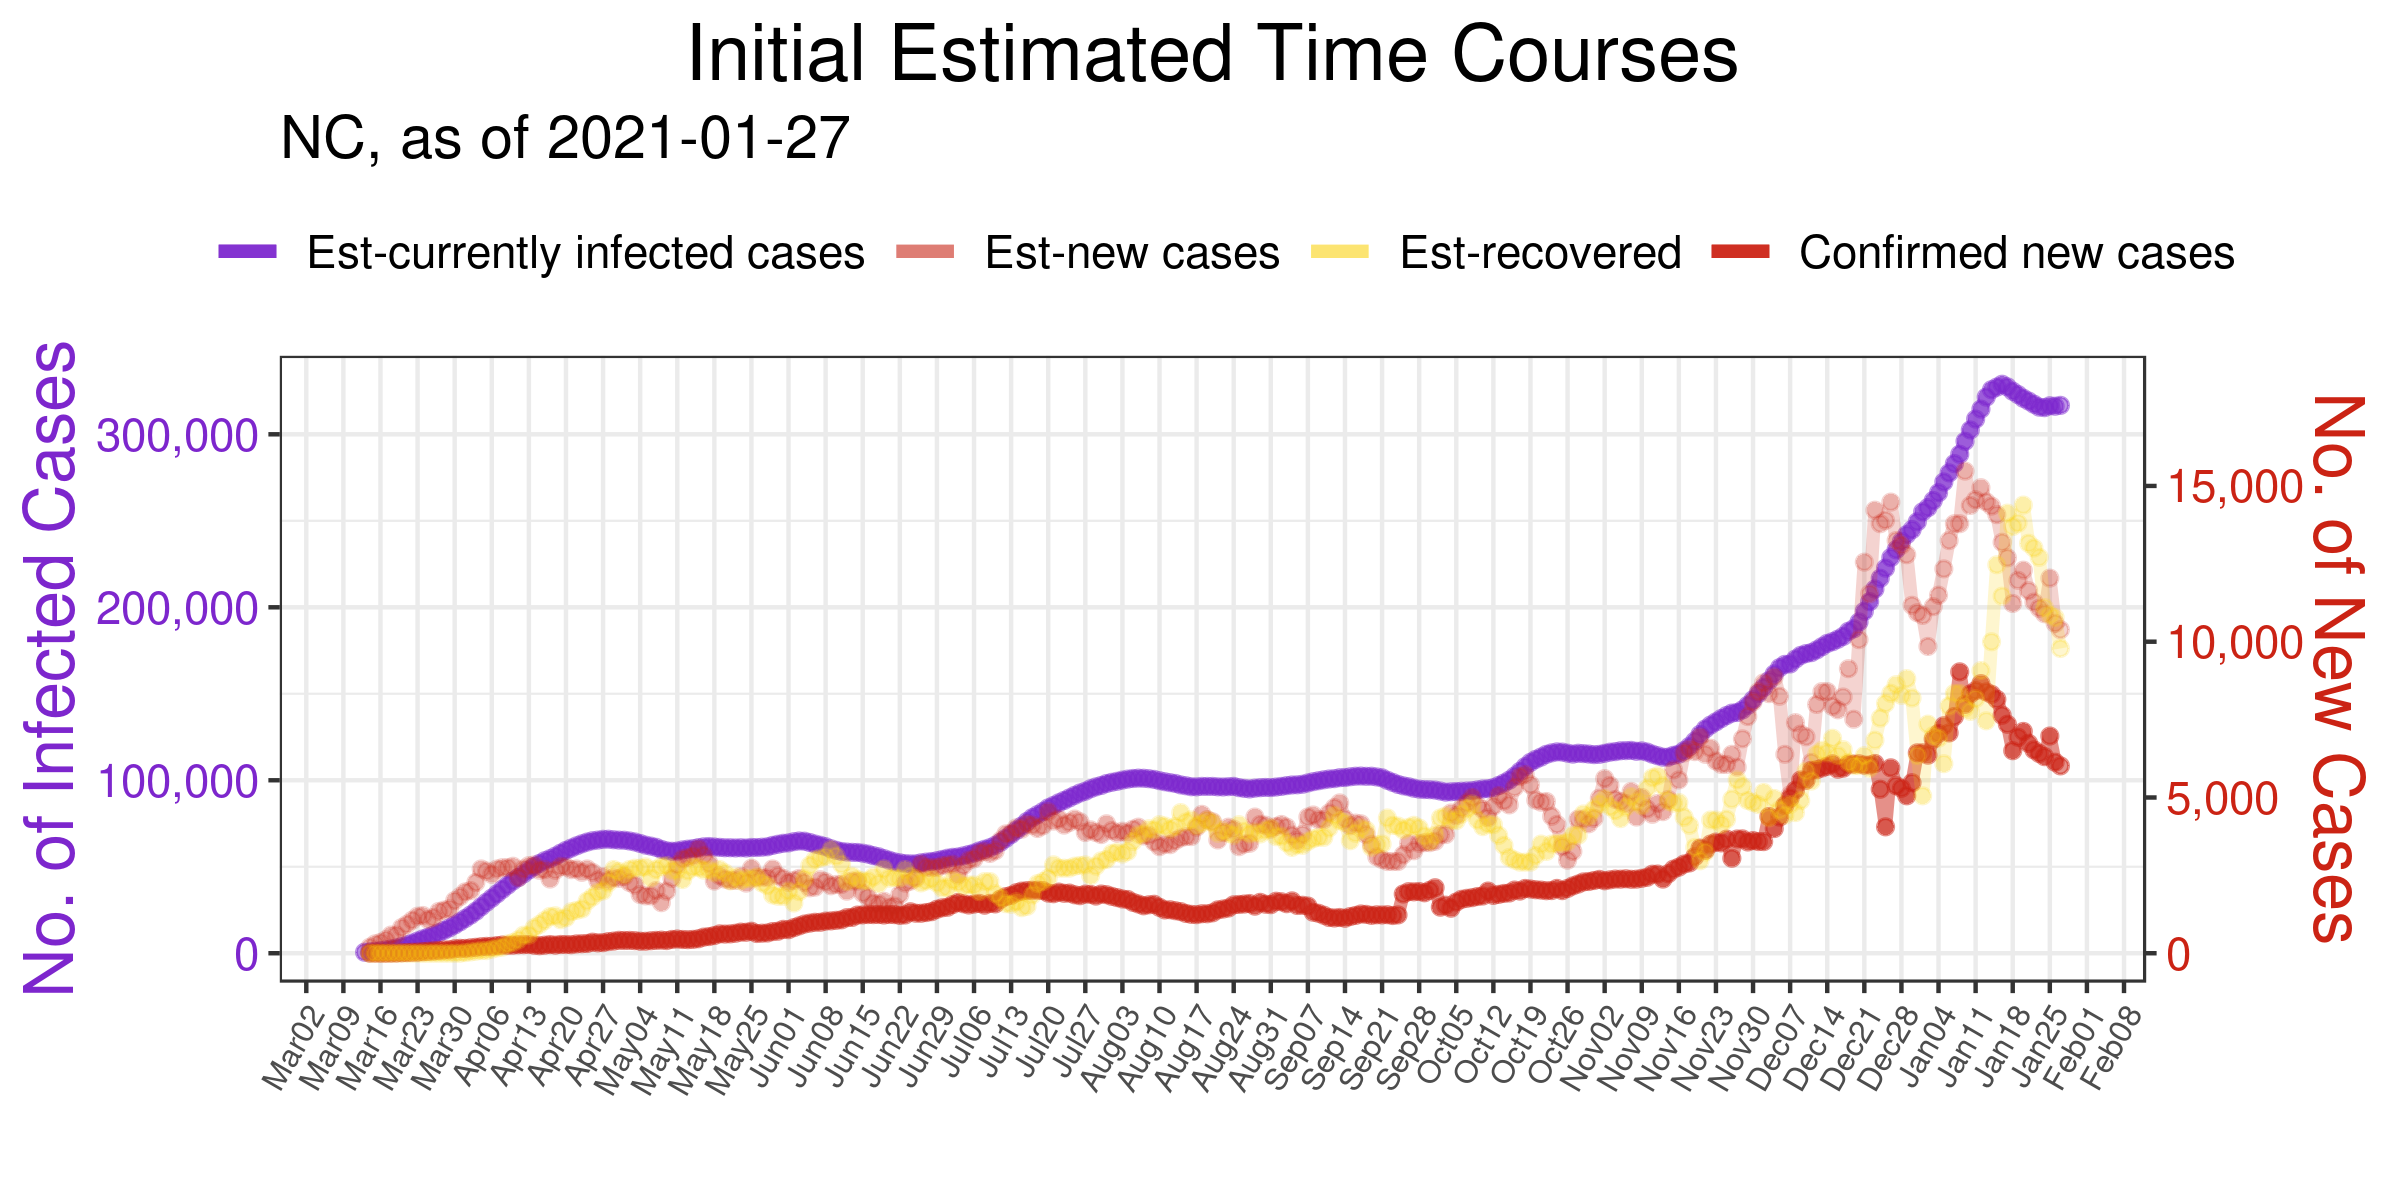 Initial Estimated Time Courses
NC, as of 2021-01-27
Est-currently infected cases Est-new cases Est-recovered Confirmed new cases
No. of Infected Cases
300,000
200,000
100,000
0
15,000
10,000
5,000
0
No. of New Cases
Mar02 Mar09 Mar16 Mar23 Mar30 Apr06 Apr13 Apr20 Apr27 May04 May11 May18 May25 Jun01 Jun08 Jun15 Jun22 Jun29 Jul06 Jul13 Jul20 Jul27 Aug03 Aug10 Aug17 Aug24 Aug31 Sep07 Sep14 Sep21 Sep28 Oct05 Oct12 Oct19 Oct26 Nov02 Nov09 Nov16 Nov23 Nov30 Dec07 Dec14 Dec21 Dec28 Jan04 Jan11 Jan18 Jan25 Feb01 Feb08